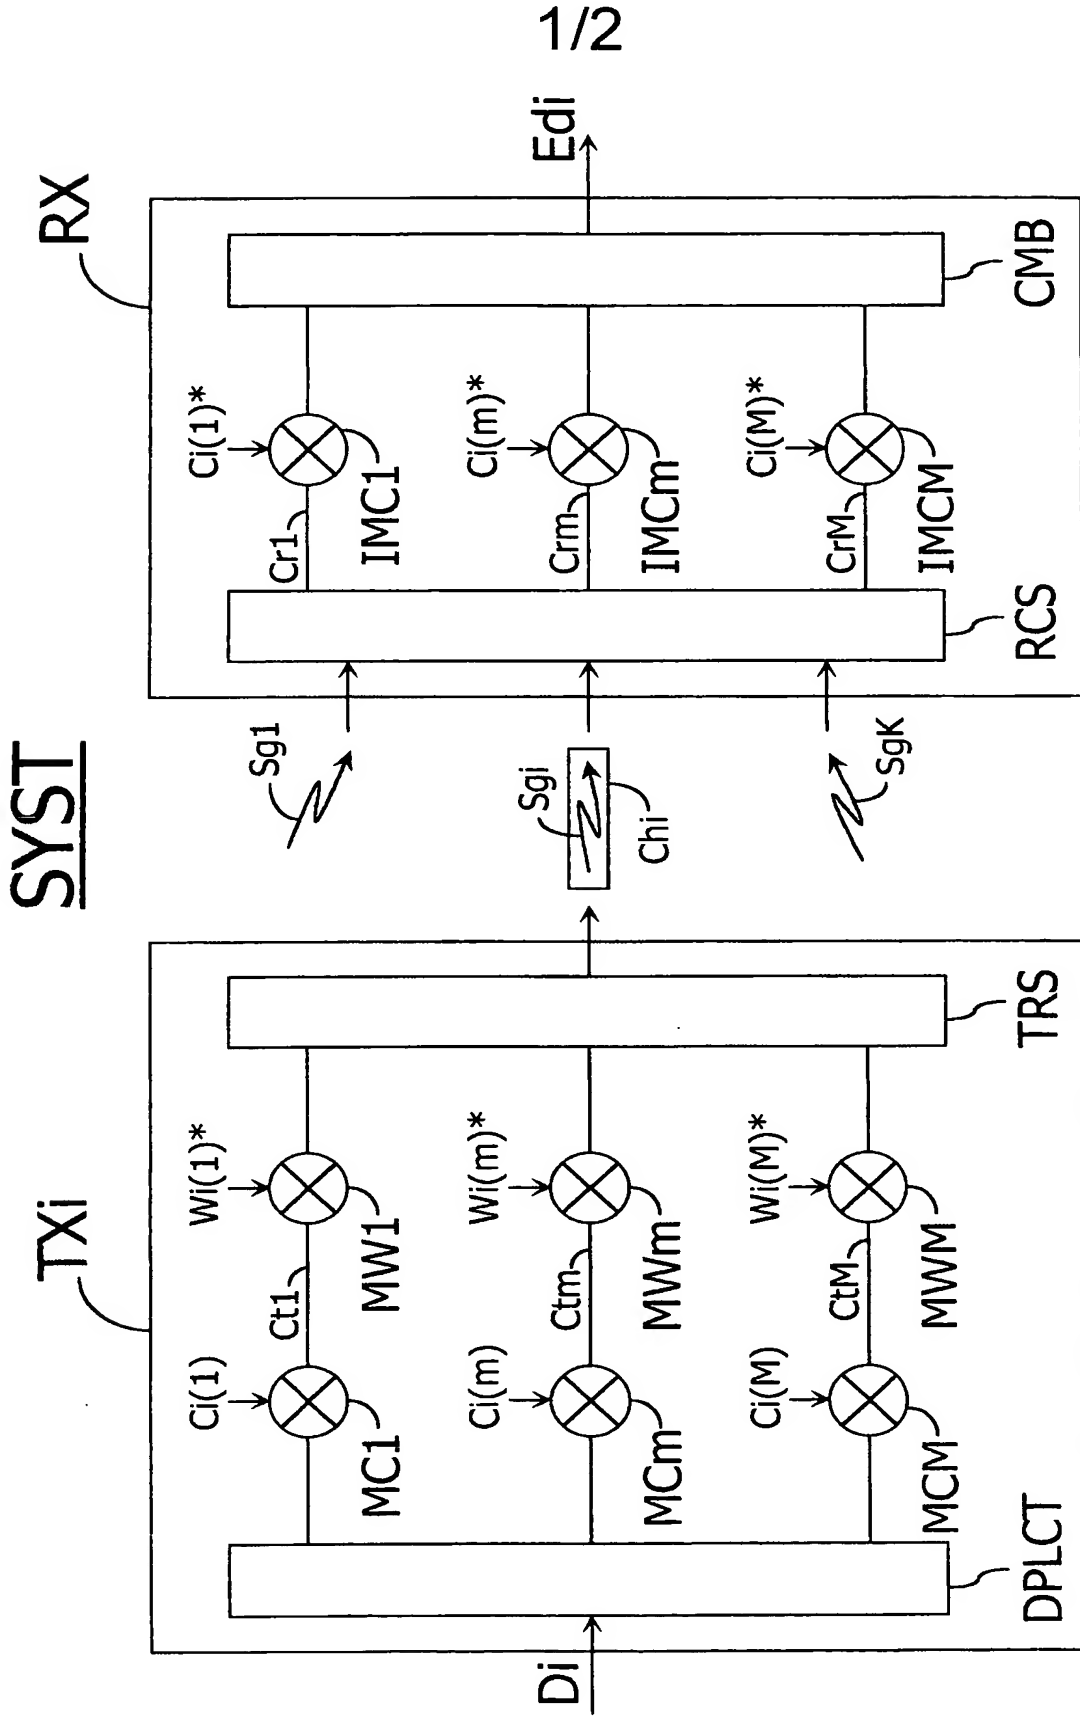 1/2
SYST
TXi
RX
Di
DPLCT
Ci(1)
MC1
Ct1
Wi(1)*
MW1
Ci(m)
MCm
Ctm
Wi(m)*
MWm
Ci(M)
MCM
CtM
Wi(M)*
MWM
TRS
Sg1
Sgi
Chi
SgK
RCS
Cr1
Ci(1)*
IMC1
Crm
Ci(m)*
IMCm
CrM
Ci(M)*
IMCM
CMB
Edi